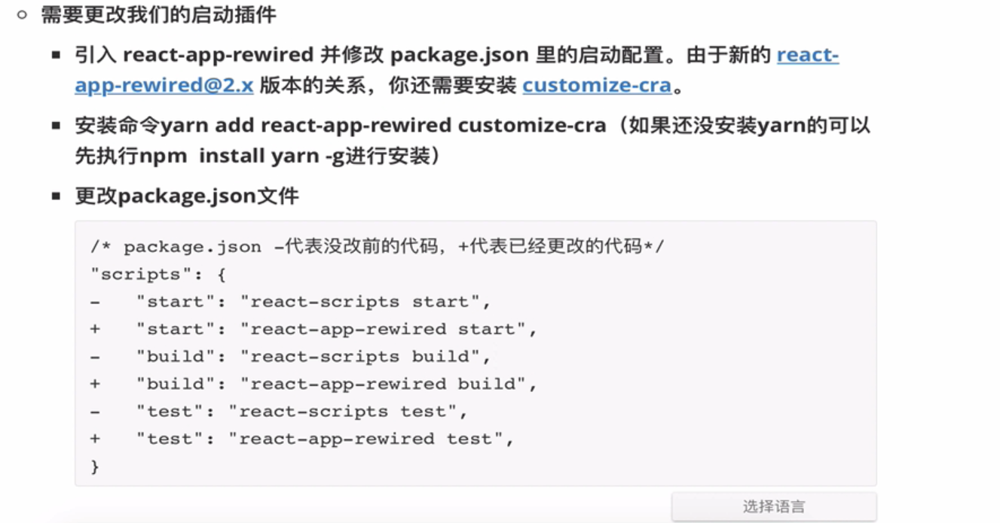 需要更改我们的启动插件
引入 react-app-rewired 并修改 package.json 里的启动配置。由于新的 react-
app-rewired@2.x 版本的关系，你还需要安装 customize-cra。
安装命令yarn add react-app-rewired customize-cra（如果还没安装yarn的可以
先执行npm  install yarn -g进行安装）
更改package.json文件
/* package.json -代表没改前的代码，+代表已经更改的代码*/
"scripts": {
-   "start": "react-scripts start",
+   "start": "react-app-rewired start",
-   "build": "react-scripts build",
+   "build": "react-app-rewired build",
-   "test": "react-scripts test",
+   "test": "react-app-rewired test",
}
选择语言